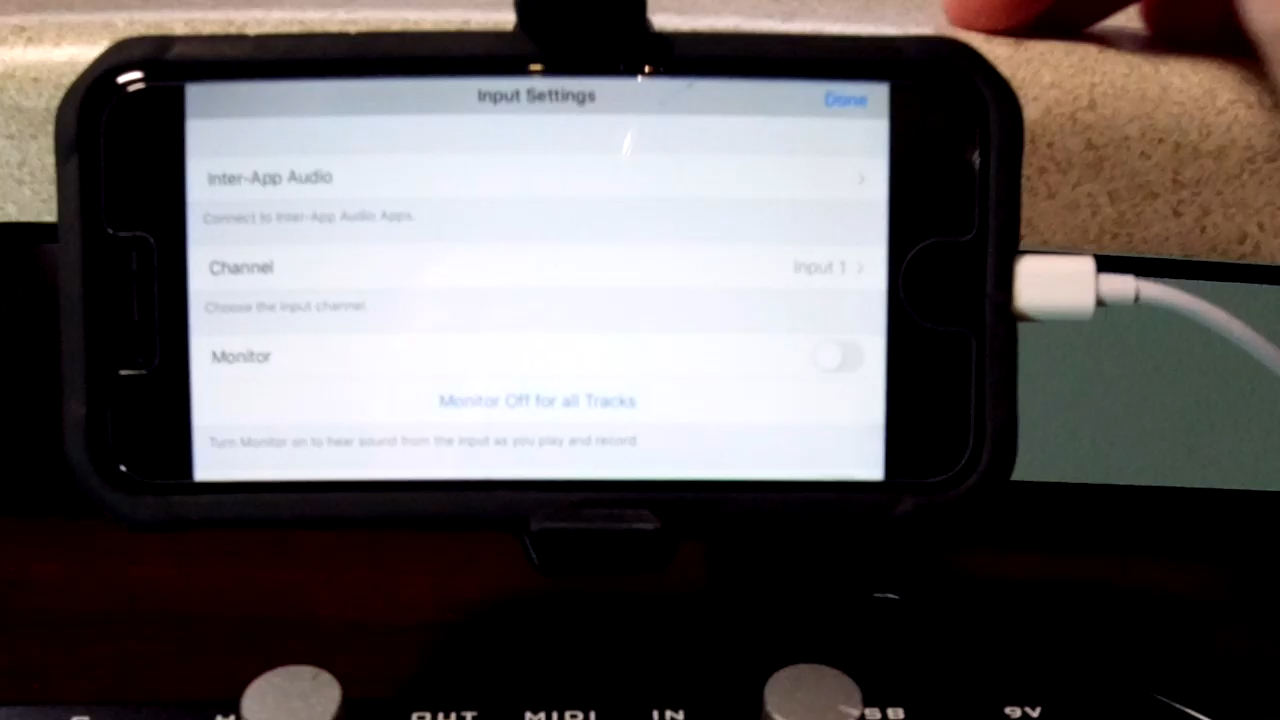 Input Settings
Done
Inter-App Audio
Connect to Inter-App Audio Apps.
Channel
Input 1
Choose the input channel.
Monitor
Monitor Off for all Tracks
Turn Monitor on to hear sound from the input as you play and record.
OUT MIDI IN
9V